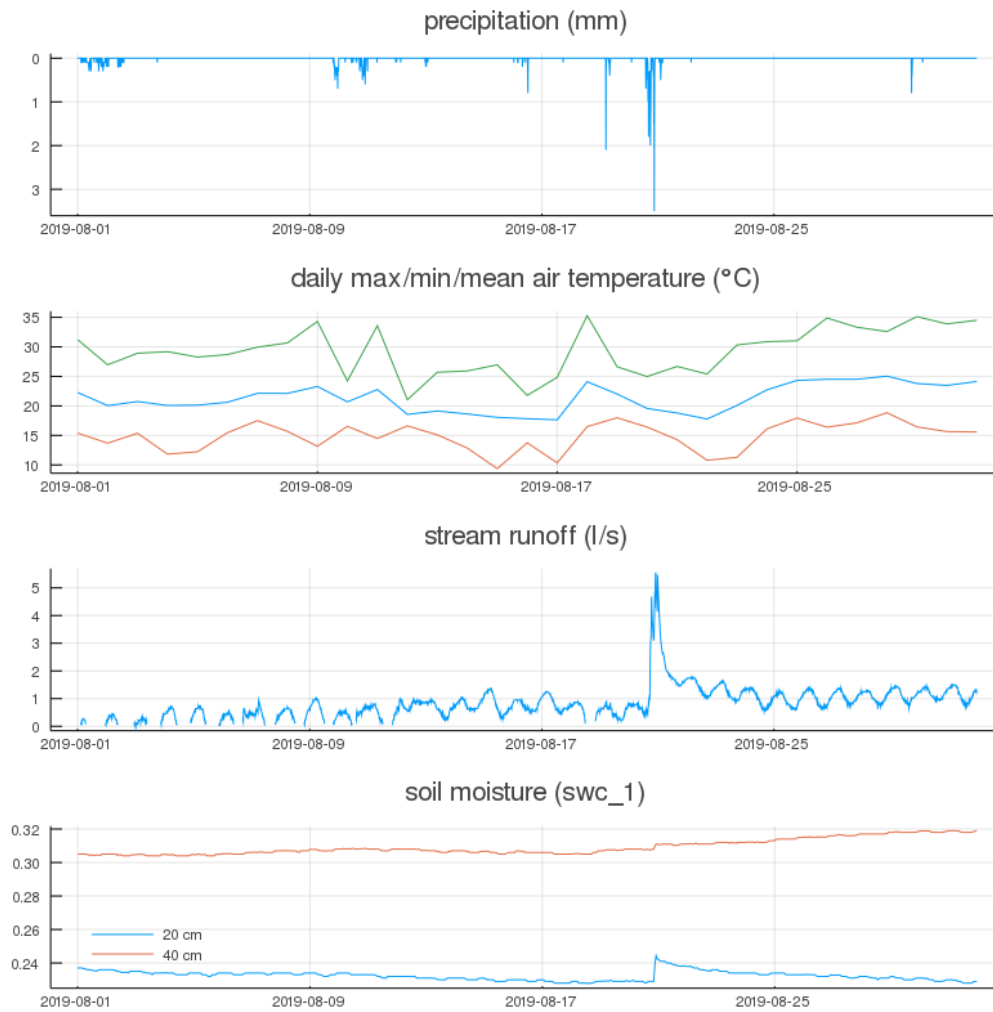 precipitation (mm)
0
1
2
3
2019-08-01 2019-08-09 2019-08-17 2019-08-25
daily max/min/mean air temperature (°C)
35
30
25
20
15
10
2019-08-01 2019-08-09 2019-08-17 2019-08-25
stream runoff (l/s)
5
4
3
2
1
0
2019-08-01 2019-08-09 2019-08-17 2019-08-25
soil moisture (swc_1)
0.32
0.30
0.28
0.26
0.24
20 cm
40 cm
2019-08-01 2019-08-09 2019-08-17 2019-08-25